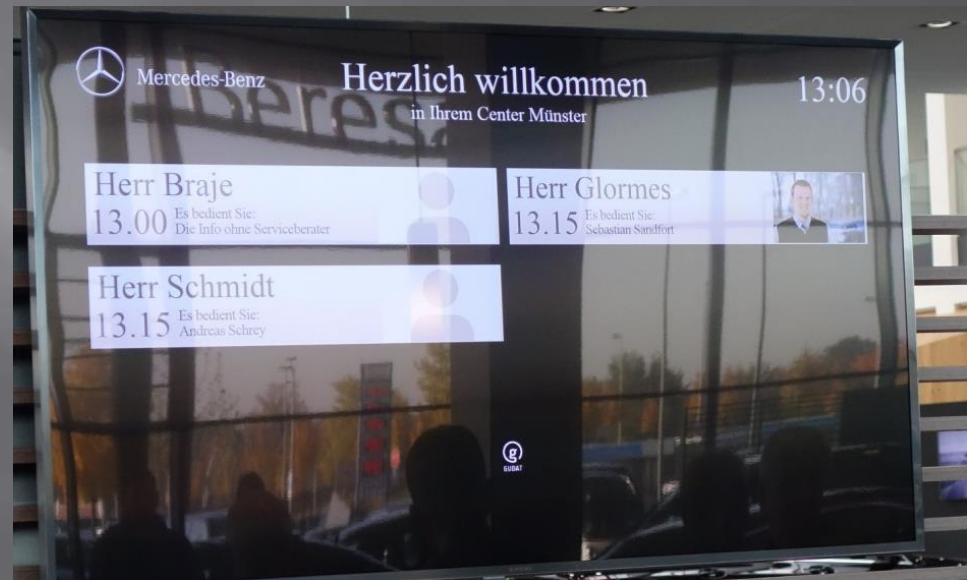 Mercedes-Benz
Herzlich willkommen
13:06
in Ihrem Center Münster
Herr Braje
13.00 Es bedient Sie:
Die Info ohne Serviceberater
Herr Glormes
13.15 Es bedient Sie:
Sebastian Sandfort
Herr Schmidt
13.15 Es bedient Sie:
Andreas Schrey
g
GUDAT